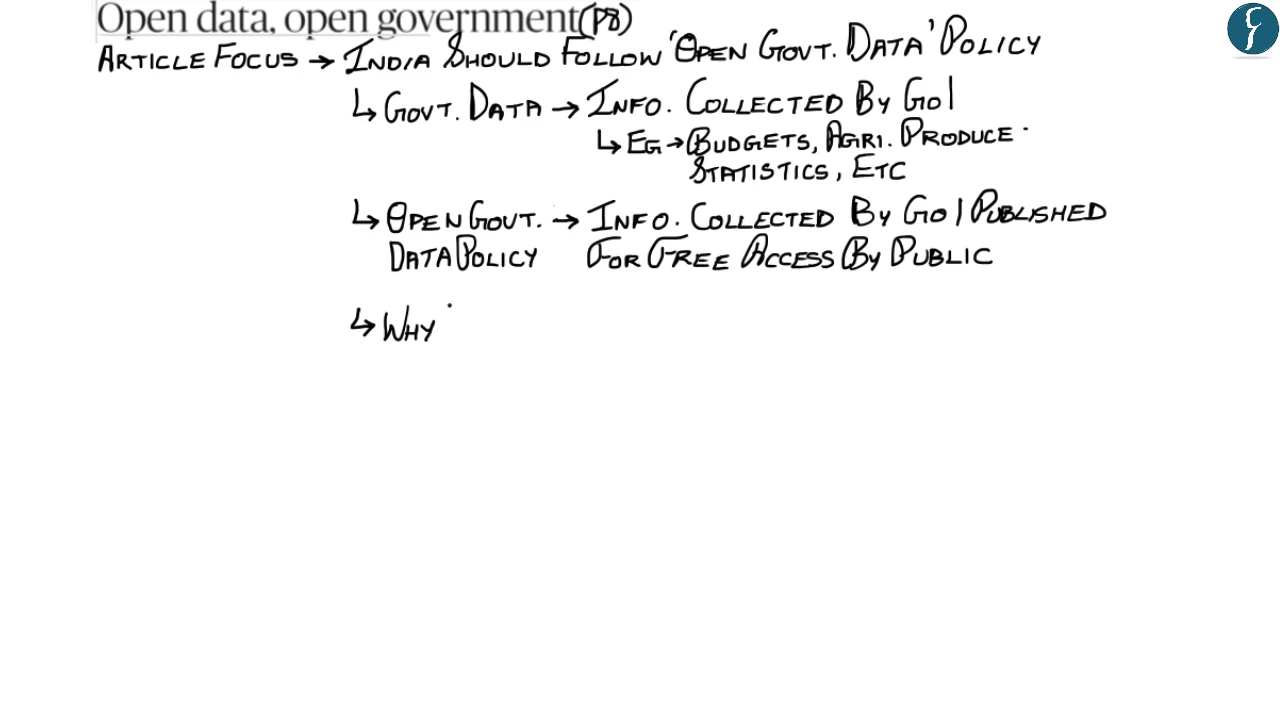 Open data, open government (P8)
ARTICLE FOCUS → INDIA SHOULD FOLLOW 'OPEN GOVT. DATA' POLICY
↳ GOVT. DATA → INFO. COLLECTED BY GOI
↳ EG → BUDGETS, AGRI. PRODUCE
STATISTICS, ETC
↳ OPEN GOVT. → INFO. COLLECTED BY GOI PUBLISHED
DATA POLICY FOR FREE ACCESS BY PUBLIC
↳ WHY